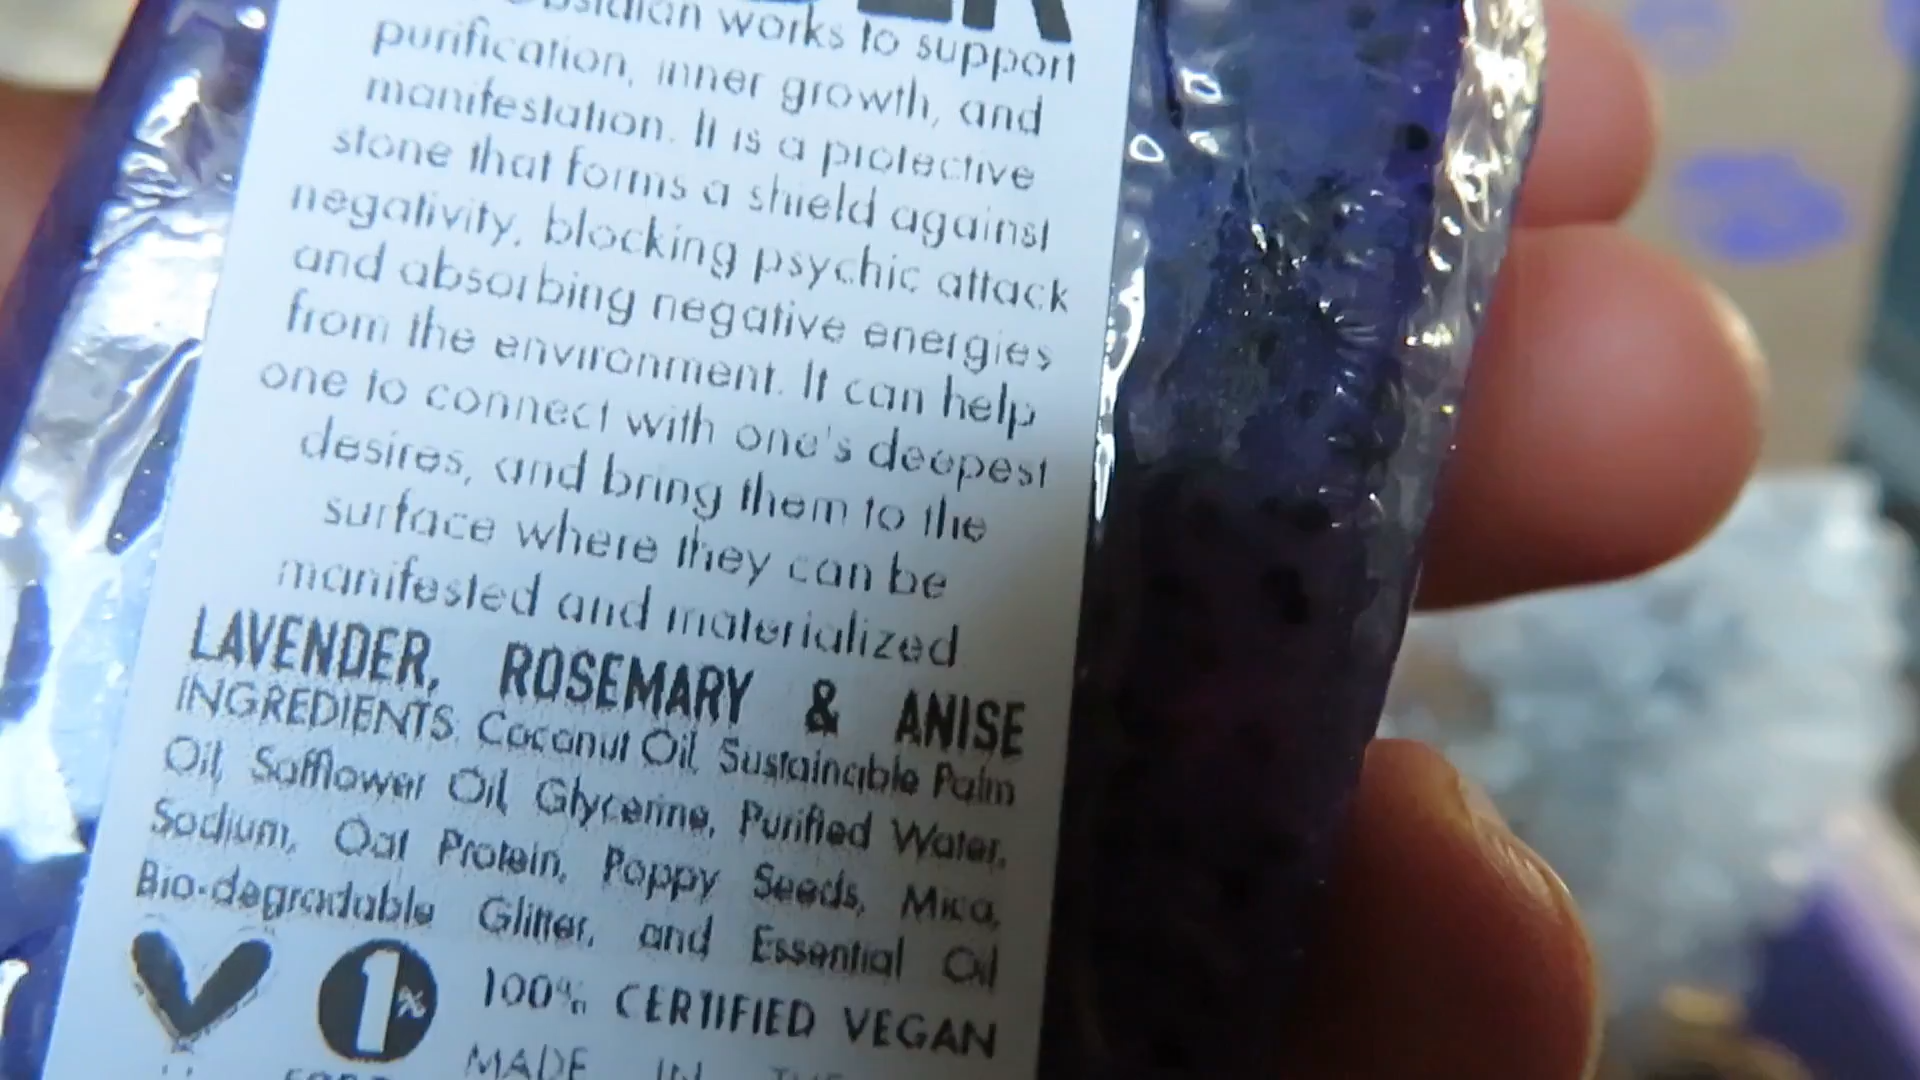 Obsidian works to support
purification, inner growth, and
manifestation. It is a protective
stone that forms a shield against
negativity, blocking psychic attack
and absorbing negative energies
from the environment. It can help
one to connect with one's deepest
desires, and bring them to the
surface where they can be
manifested and materialized
LAVENDER, ROSEMARY & ANISE
INGREDIENTS. Coconut Oil, Sustainable Palm
Oil, Safflower Oil, Glycerine, Purified Water,
Sodium, Oat Protein, Poppy Seeds, Mica,
Bio-degradable Glitter, and Essential Oil
1%
100% CERTIFIED VEGAN
MADE IN THE